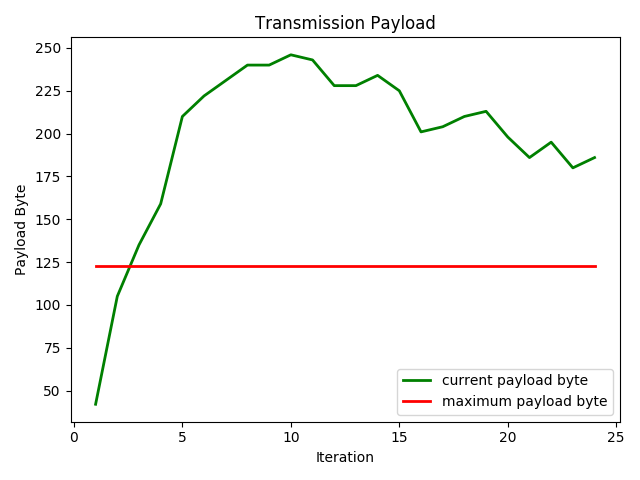 Transmission Payload
250
225
200
175
150
125
100
75
50
Payload Byte
current payload byte
maximum payload byte
0 5 10 15 20 25
Iteration